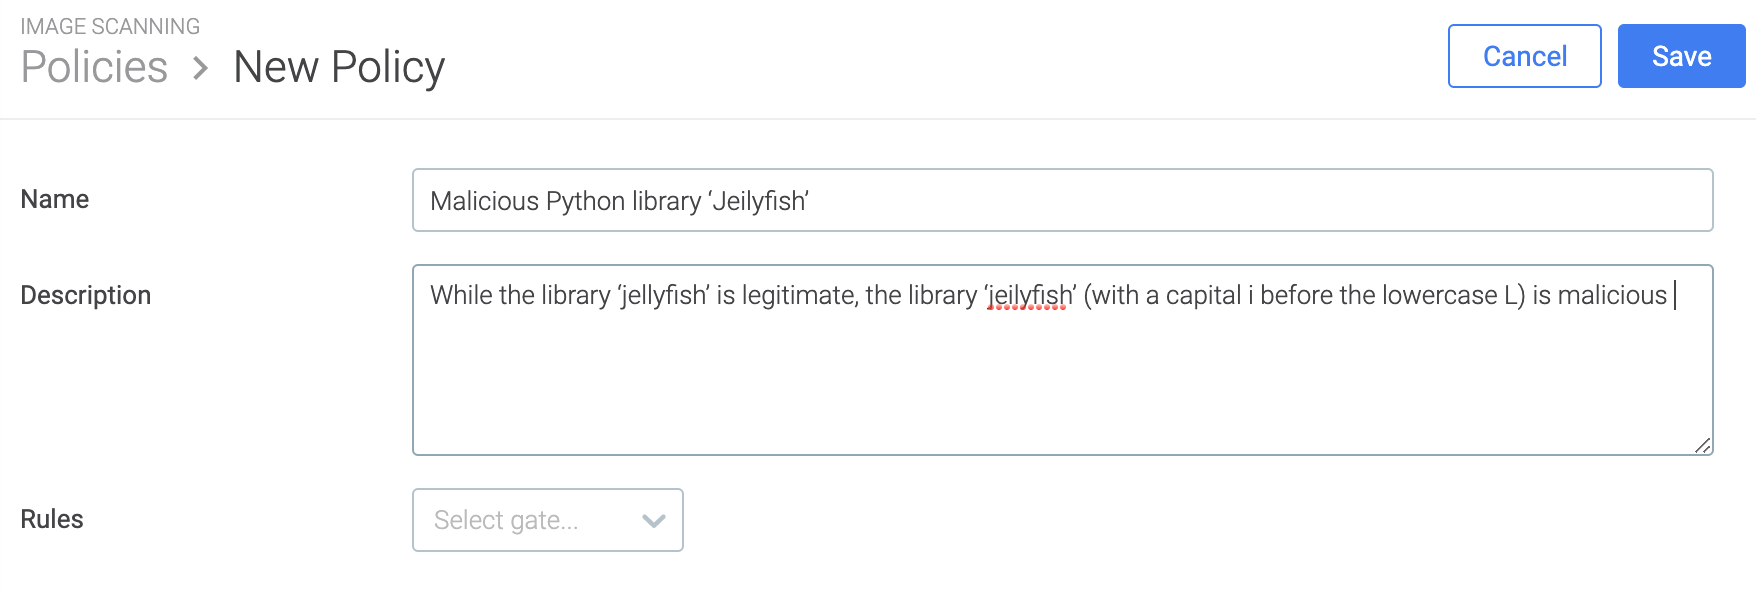 IMAGE SCANNING
Policies > New Policy
Cancel
Save
Name
Malicious Python library ‘Jeilyfish’
Description
While the library ‘jellyfish’ is legitimate, the library ‘jeilyfish’ (with a capital i before the lowercase L) is malicious
Rules
Select gate...